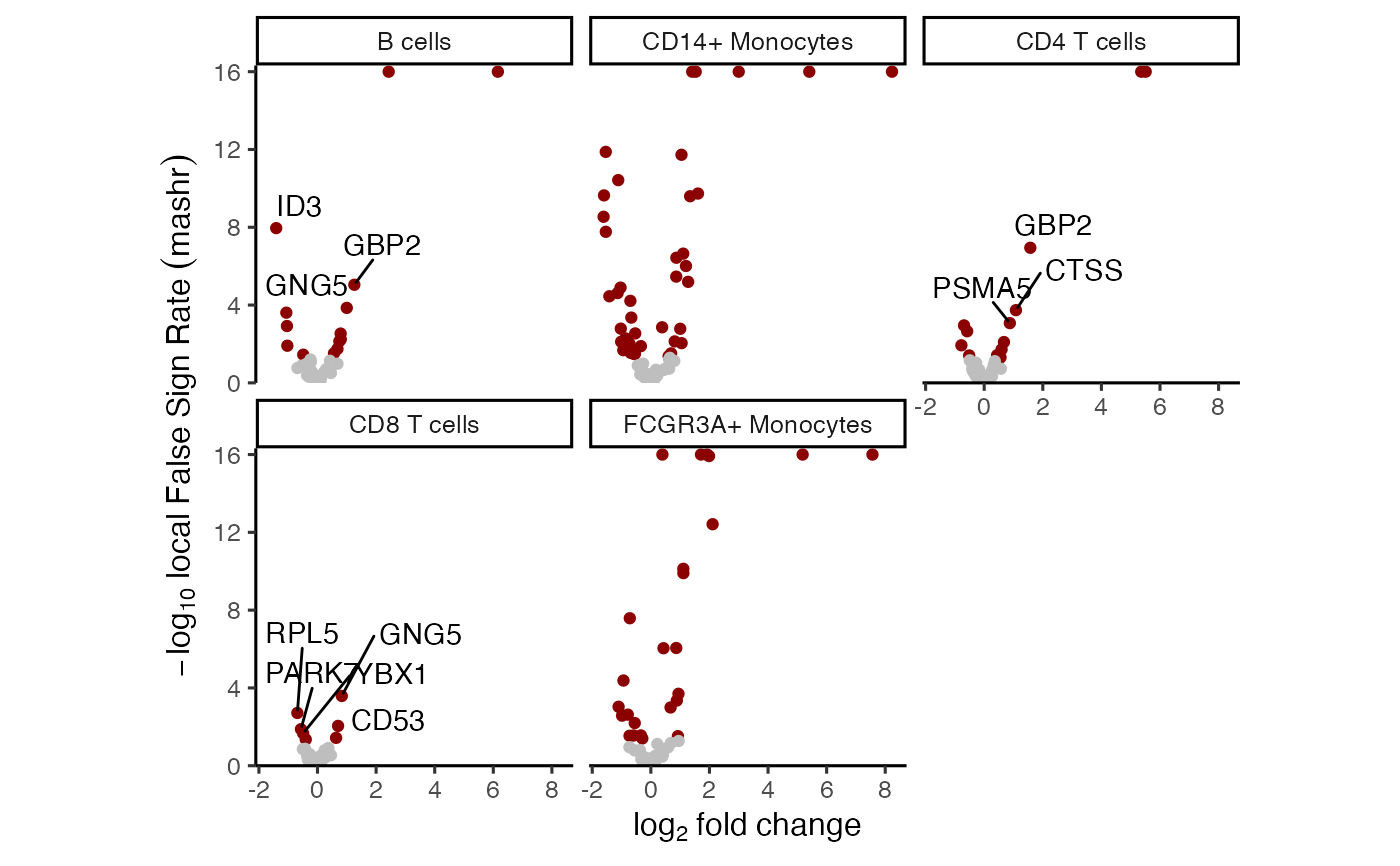 B cells
CD14+ Monocytes
CD4 T cells
16
12
8
4
0
ID3
GBP2
GNG5
GBP2
CTSS
PSMA5
-2 0 2 4 6 8
CD8 T cells
FCGR3A+ Monocytes
16
12
8
4
0
RPL5
GNG5
PARK7
YBX1
CD53
-2 0 2 4 6 8
-2 0 2 4 6 8
log2 fold change
−log10 local False Sign Rate (mashr)